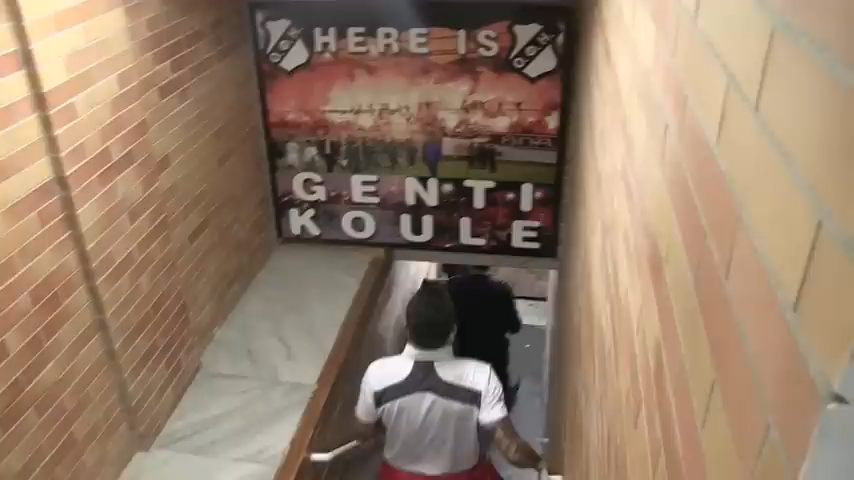 O.G.H.
HERE IS
O.G.H.
GENTI
KOULE